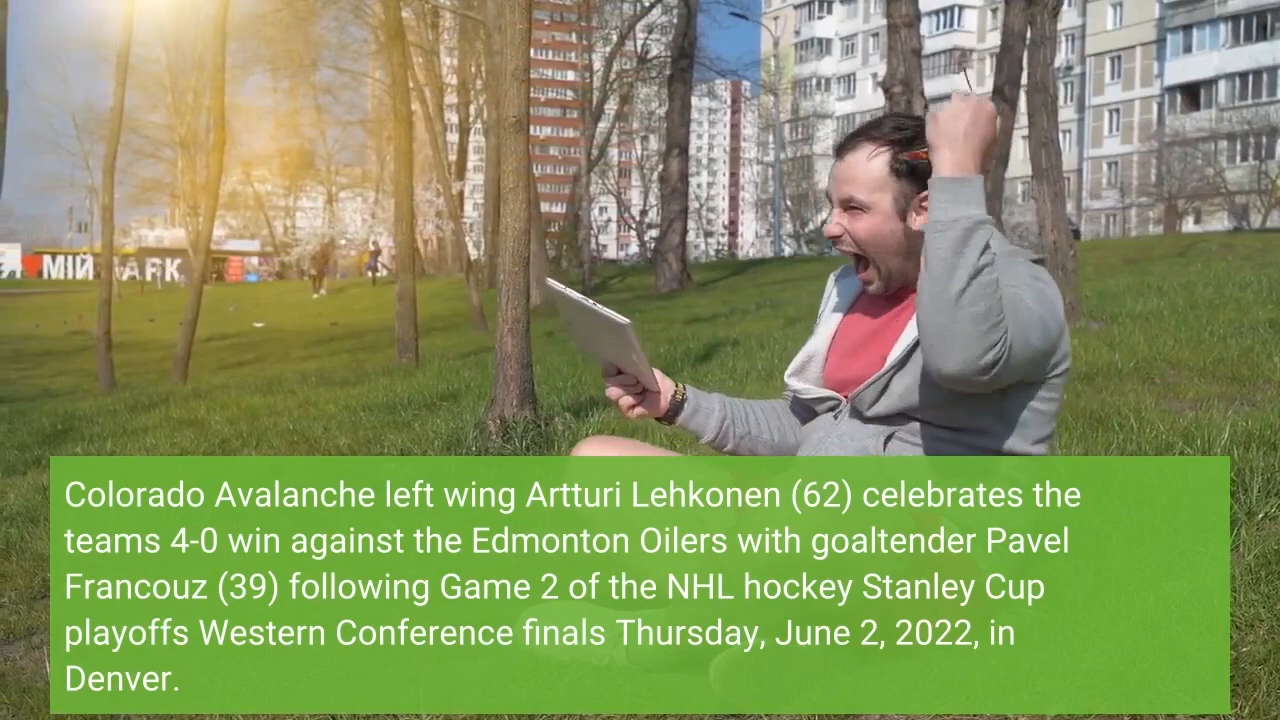 Я МІЙ ПАРК
Colorado Avalanche left wing Artturi Lehkonen (62) celebrates the
teams 4-0 win against the Edmonton Oilers with goaltender Pavel
Francouz (39) following Game 2 of the NHL hockey Stanley Cup
playoffs Western Conference finals Thursday, June 2, 2022, in
Denver.